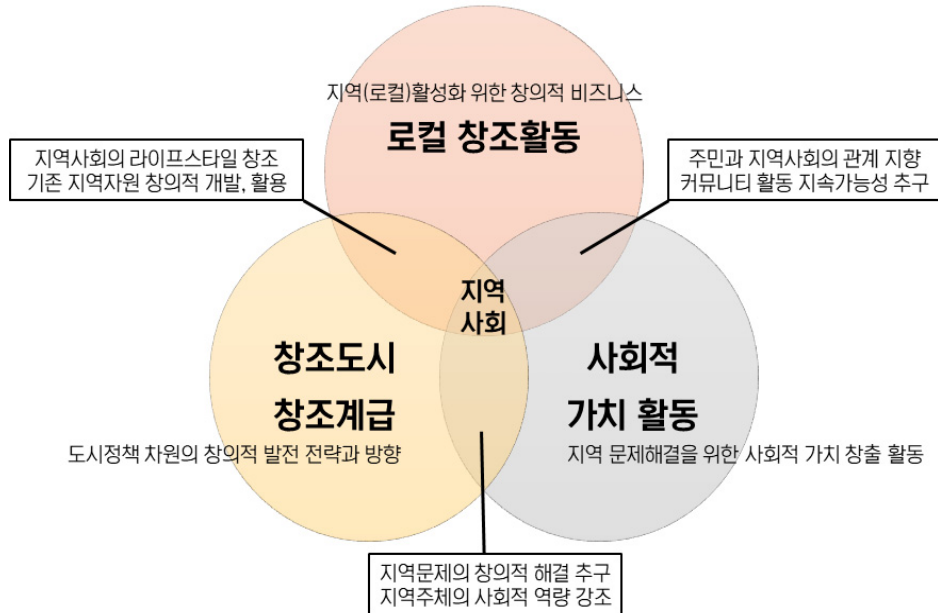 지역(로컬)활성화 위한 창의적 비즈니스
로컬 창조활동
지역사회의 라이프스타일 창조
기존 지역자원 창의적 개발, 활용
주민과 지역사회의 관계 지향
커뮤니티 활동 지속가능성 추구
지역
사회
창조도시
창조계급
도시정책 차원의 창의적 발전 전략과 방향
사회적
가치 활동
지역 문제해결을 위한 사회적 가치 창출 활동
지역문제의 창의적 해결 추구
지역주체의 사회적 역량 강조